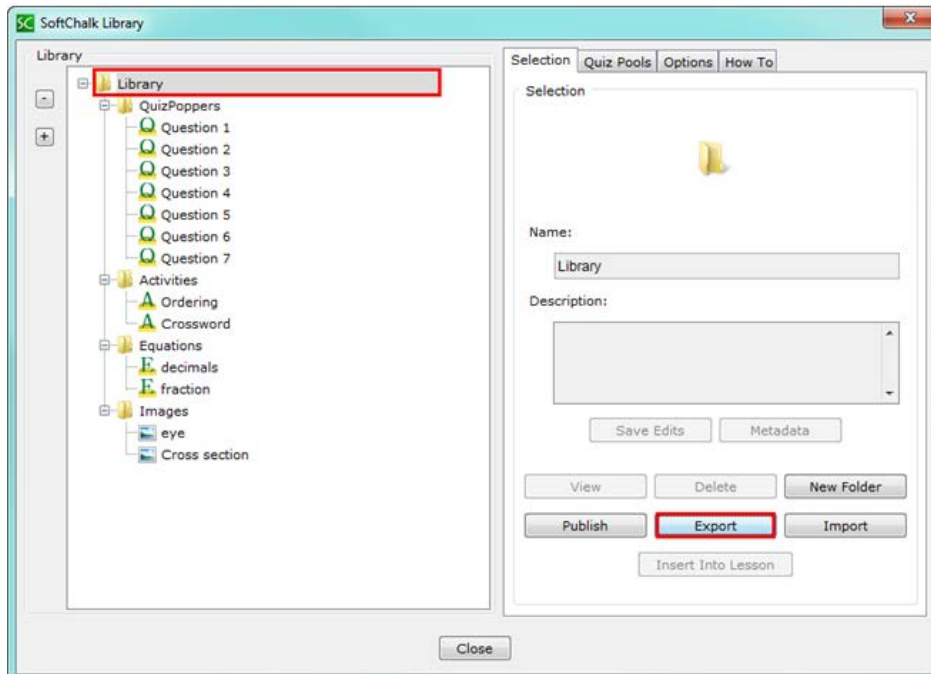 SC SoftChalk Library
x
Library
-
+
Library
QuizPoppers
Q Question 1
Q Question 2
Q Question 3
Q Question 4
Q Question 5
Q Question 6
Q Question 7
Activities
A Ordering
A Crossword
Equations
E decimals
E fraction
Images
eye
Cross section
Selection Quiz Pools Options How To
Selection
Name:
Library
Description:
Save Edits Metadata
View Delete New Folder
Publish Export Import
Insert Into Lesson
Close